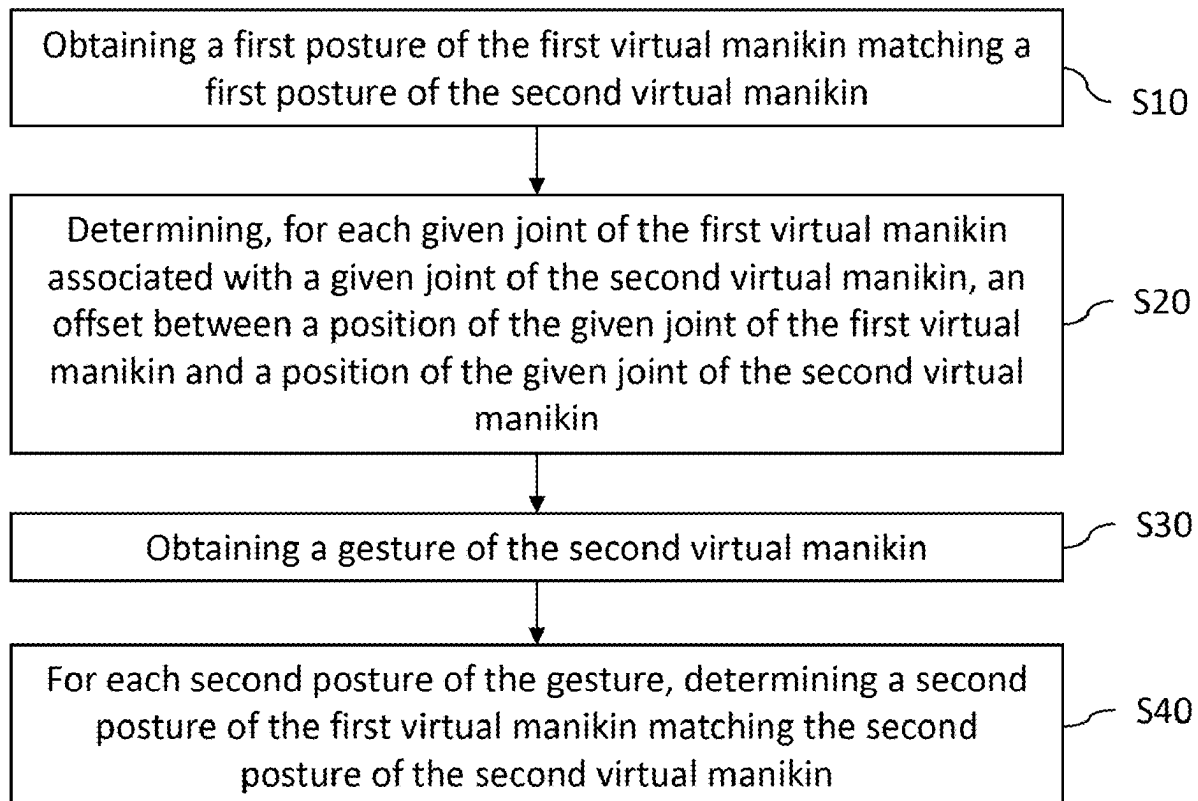 Obtaining a first posture of the first virtual manikin matching a
first posture of the second virtual manikin
S10
Determining, for each given joint of the first virtual manikin
associated with a given joint of the second virtual manikin, an
offset between a position of the given joint of the first virtual
manikin and a position of the given joint of the second virtual
manikin
S20
Obtaining a gesture of the second virtual manikin
S30
For each second posture of the gesture, determining a second
posture of the first virtual manikin matching the second
posture of the second virtual manikin
S40